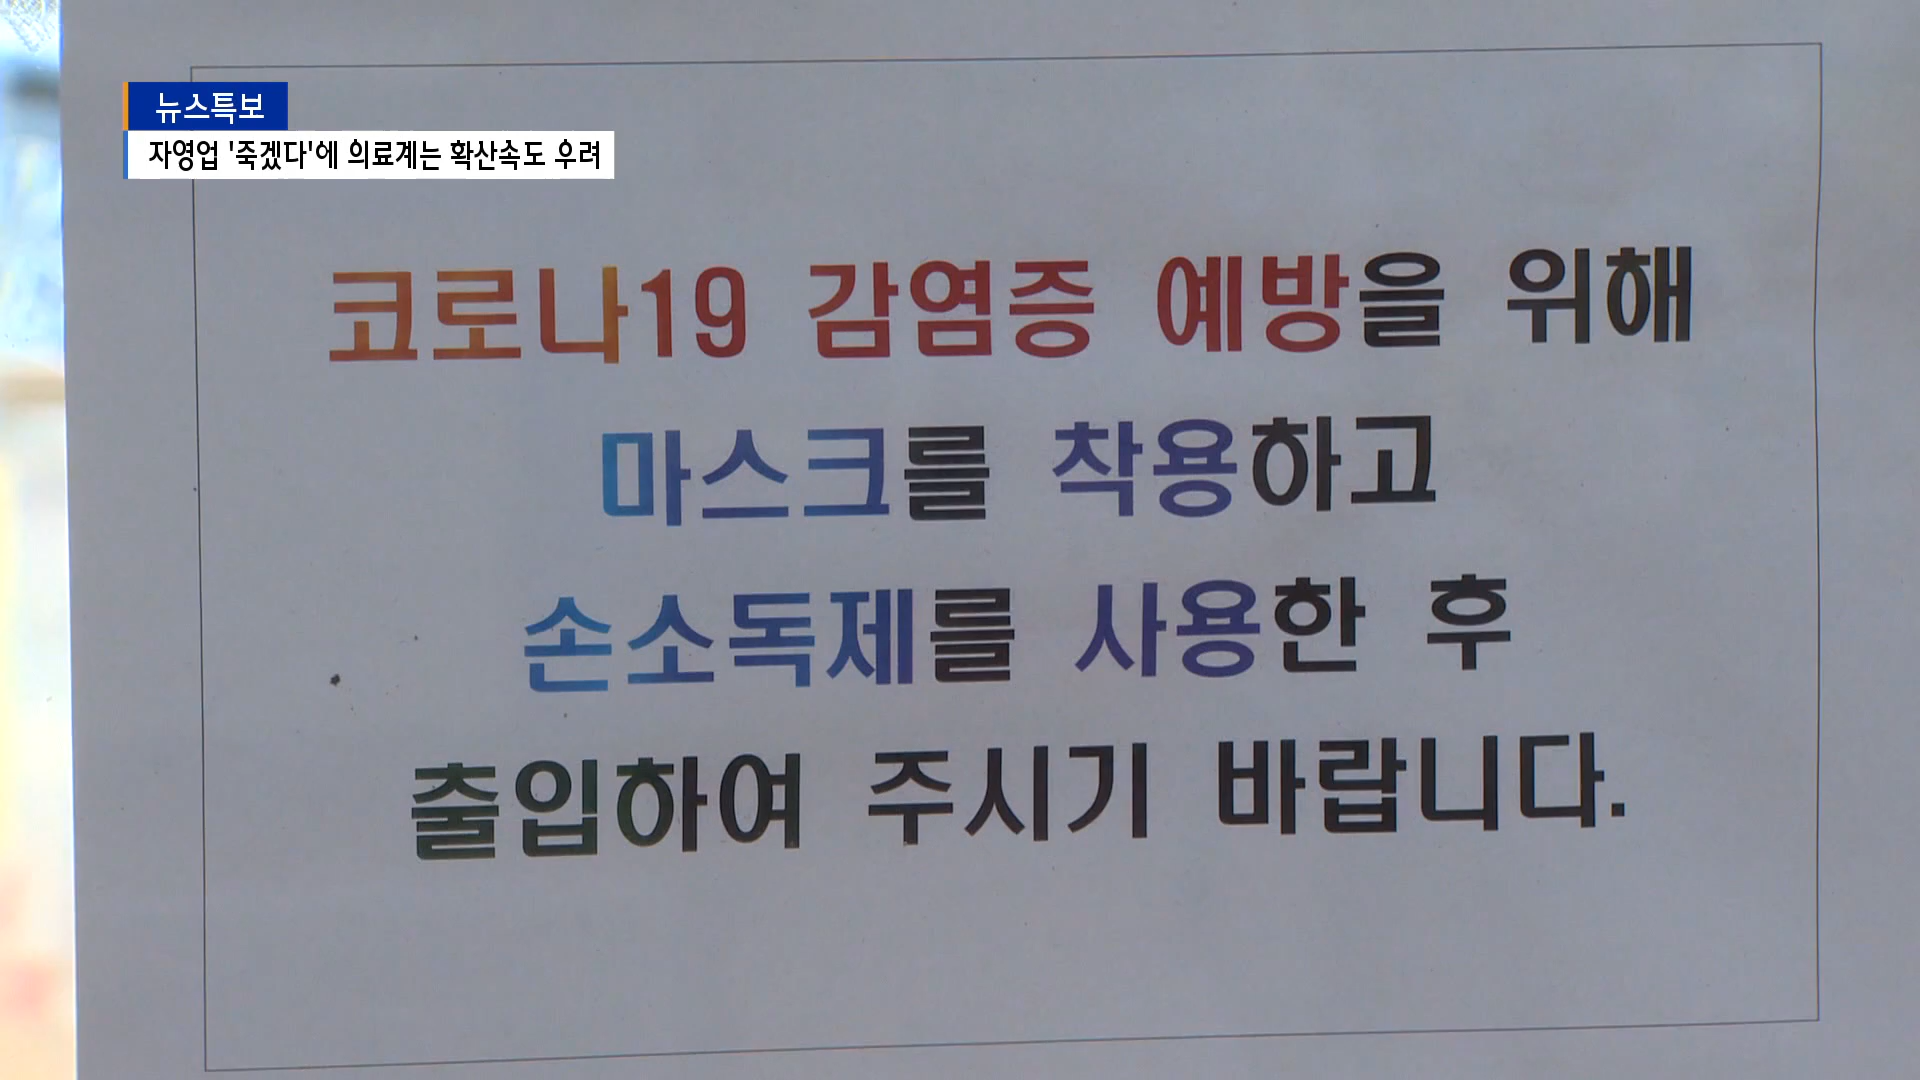 뉴스특보
자영업 '죽겠다'에 의료계는 확산속도 우려
코로나19 감염증 예방을 위해
마스크를 착용하고
손소독제를 사용한 후
출입하여 주시기 바랍니다.